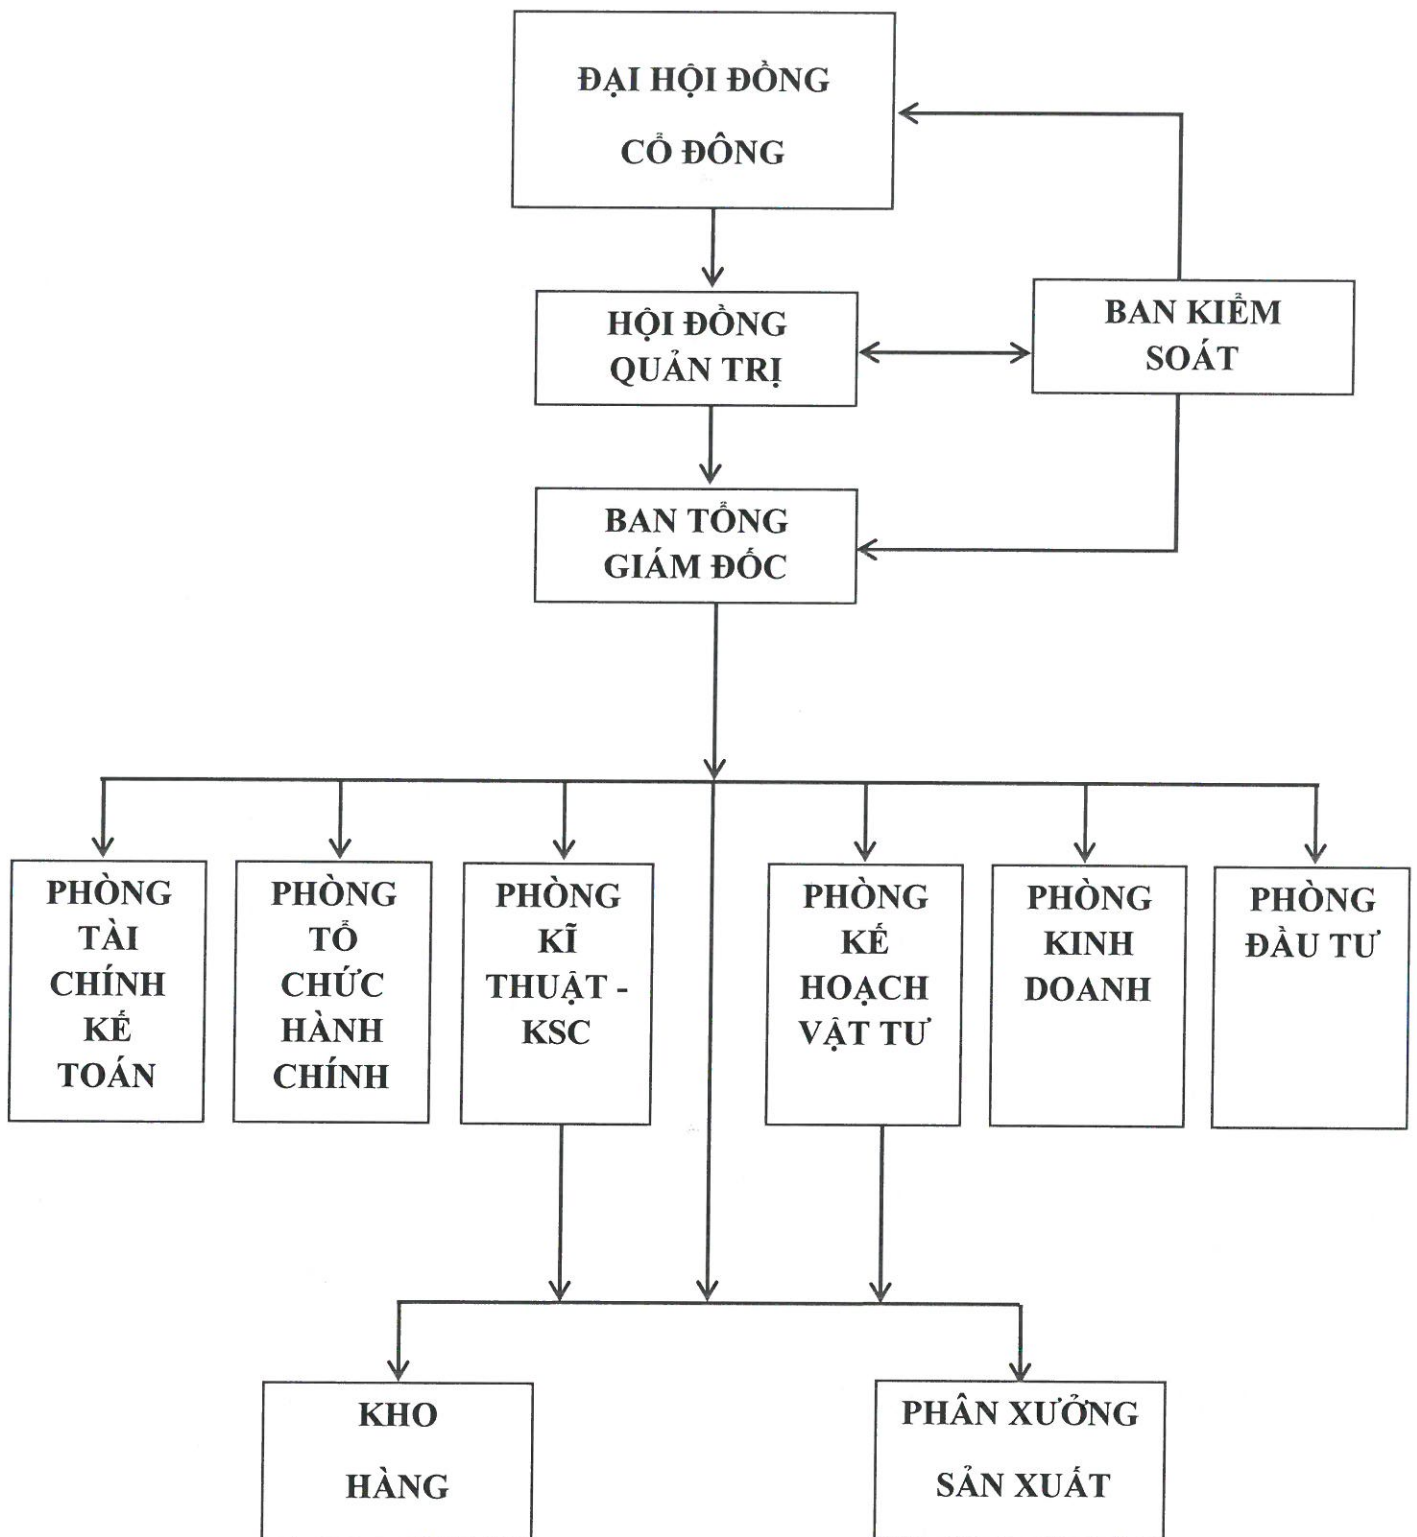 ĐẠI HỘI ĐỒNG
CỔ ĐÔNG
HỘI ĐỒNG
QUẢN TRỊ
BAN KIỂM
SOÁT
BAN TỔNG
GIÁM ĐỐC
PHÒNG
TÀI
CHÍNH
KẾ
TOÁN
PHÒNG
TỔ
CHỨC
HÀNH
CHÍNH
PHÒNG
KĨ
THUẬT -
KSC
PHÒNG
KẾ
HOẠCH
VẬT TƯ
PHÒNG
KINH
DOANH
PHÒNG
ĐẦU TƯ
KHO
HÀNG
PHÂN XƯỞNG
SẢN XUẤT